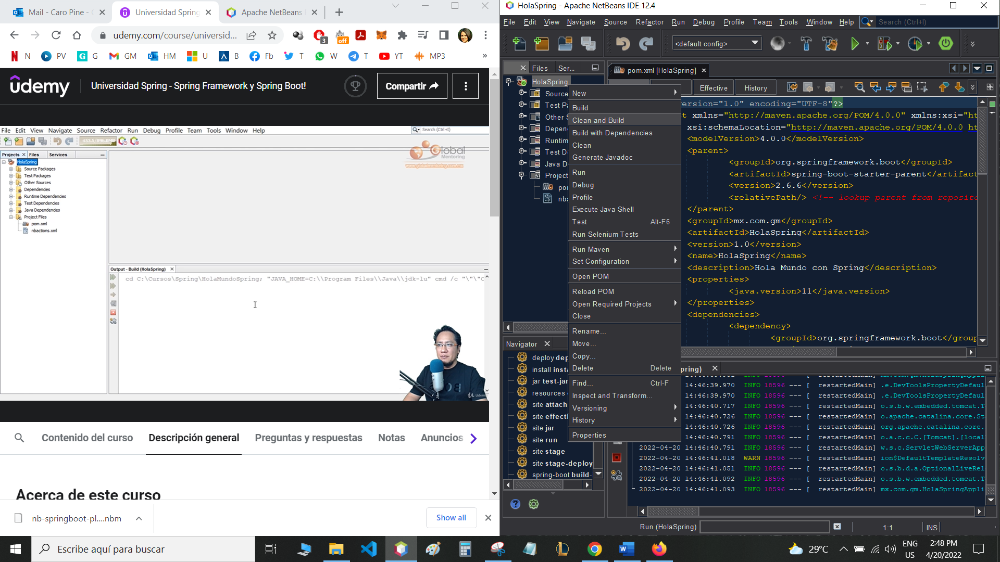 Mail - Caro Pine -
Universidad Spring
Apache NetBeans
udemy.com/course/universid...
3
off
N
PV
G
GM
HM
U
B
Fb
T
W
T
YT
MP3
»
ûdemy
Universidad Spring - Spring Framework y Spring Boot!
Compartir
File Edit View Navigate Source Refactor Run Debug Profile Team Tools Window Help
Search (Ctrl+I)
453.5/896.0MB
Projects Files Services
HolaSpring
Source Packages
Test Packages
Other Sources
Dependencies
Runtime Dependencies
Test Dependencies
Java Dependencies
Project Files
pom.xml
nbactions.xml
Global
Mentoring
www.globalmentoring.com.mx
Output - Build (HolaSpring)
cd C:\Cursos\Spring\HolaMundoSpring; "JAVA_HOME=C:\\Program Files\\Java\\jdk-lu" cmd /c "\"\"C
Udemy
Contenido del curso Descripción general Preguntas y respuestas Notas Anuncios
Acerca de este curso
nb-springboot-pl....nbm
Show all
HolaSpring - Apache NetBeans IDE 12.4
File Edit View Navigate Source Refactor Run Debug Profile Team Tools Window Help
Search (Ctrl+I)
<default config>
Files Ser...
HolaSpring
Source
Test Pa
Other S
Depen
Runtim
Test D
Java D
Project
po
nb
pom.xml [HolaSpring]
Effective History
ersion="1.0" encoding="UTF-8"?>
t xmlns="http://maven.apache.org/POM/4.0.0" xmlns:xsi="ht
xsi:schemaLocation="http://maven.apache.org/POM/4.0.0 ht
<modelVersion>4.0.0</modelVersion>
<parent>
<groupId>org.springframework.boot</groupId>
<artifactId>spring-boot-starter-parent</artifact
<version>2.6.6</version>
<relativePath/> <!-- lookup parent from reposito
</parent>
<groupId>mx.com.gm</groupId>
<artifactId>HolaSpring</artifactId>
<version>1.0</version>
<name>HolaSpring</name>
<description>Hola Mundo con Spring</description>
<properties>
<java.version>11</java.version>
</properties>
<dependencies>
<dependency>
<groupId>org.springframework.boot</group
New
Build
Clean and Build
Build with Dependencies
Clean
Generate Javadoc
Run
Debug
Profile
Execute Java Shell
Test Alt-F6
Run Selenium Tests
Run Maven
Set Configuration
Open POM
Reload POM
Open Required Projects
Close
Rename...
Move...
Copy...
Delete Delete
Find... Ctrl-F
Inspect and Transform...
Versioning
History
Properties
Navigator
deploy dep
install insta
jar test-jar
resources
site attach
site effecti
site jar
site run
site stage
site stage-deploy
spring-boot build-
pring)
14:46:39.970 INFO 18596 --- [ restartedMain] .e.DevToolsPropertyDefaul
14:46:39.970 INFO 18596 --- [ restartedMain] .e.DevToolsPropertyDefaul
14:46:40.717 INFO 18596 --- [ restartedMain] o.s.b.w.embedded.tomcat.T
14:46:40.726 INFO 18596 --- [ restartedMain] o.apache.catalina.core.St
14:46:40.726 INFO 18596 --- [ restartedMain] org.apache.catalina.core.
14:46:40.791 INFO 18596 --- [ restartedMain] o.a.c.c.C.[Tomcat].[local
2022-04-20 14:46:40.791 INFO 18596 --- [ restartedMain] w.s.c.ServletWebServerApp
2022-04-20 14:46:41.018 WARN 18596 --- [ restartedMain] ion$DefaultTemplateResolv
2022-04-20 14:46:41.051 INFO 18596 --- [ restartedMain] o.s.b.d.a.OptionalLiveRel
2022-04-20 14:46:41.092 INFO 18596 --- [ restartedMain] o.s.b.w.embedded.tomcat.T
2022-04-20 14:46:41.093 INFO 18596 --- [ restartedMain] mx.com.gm.HolaSpringAppli
Run (HolaSpring)
1:1
INS
Escribe aquí para buscar
29°C
ENG
US
2:48 PM
4/20/2022